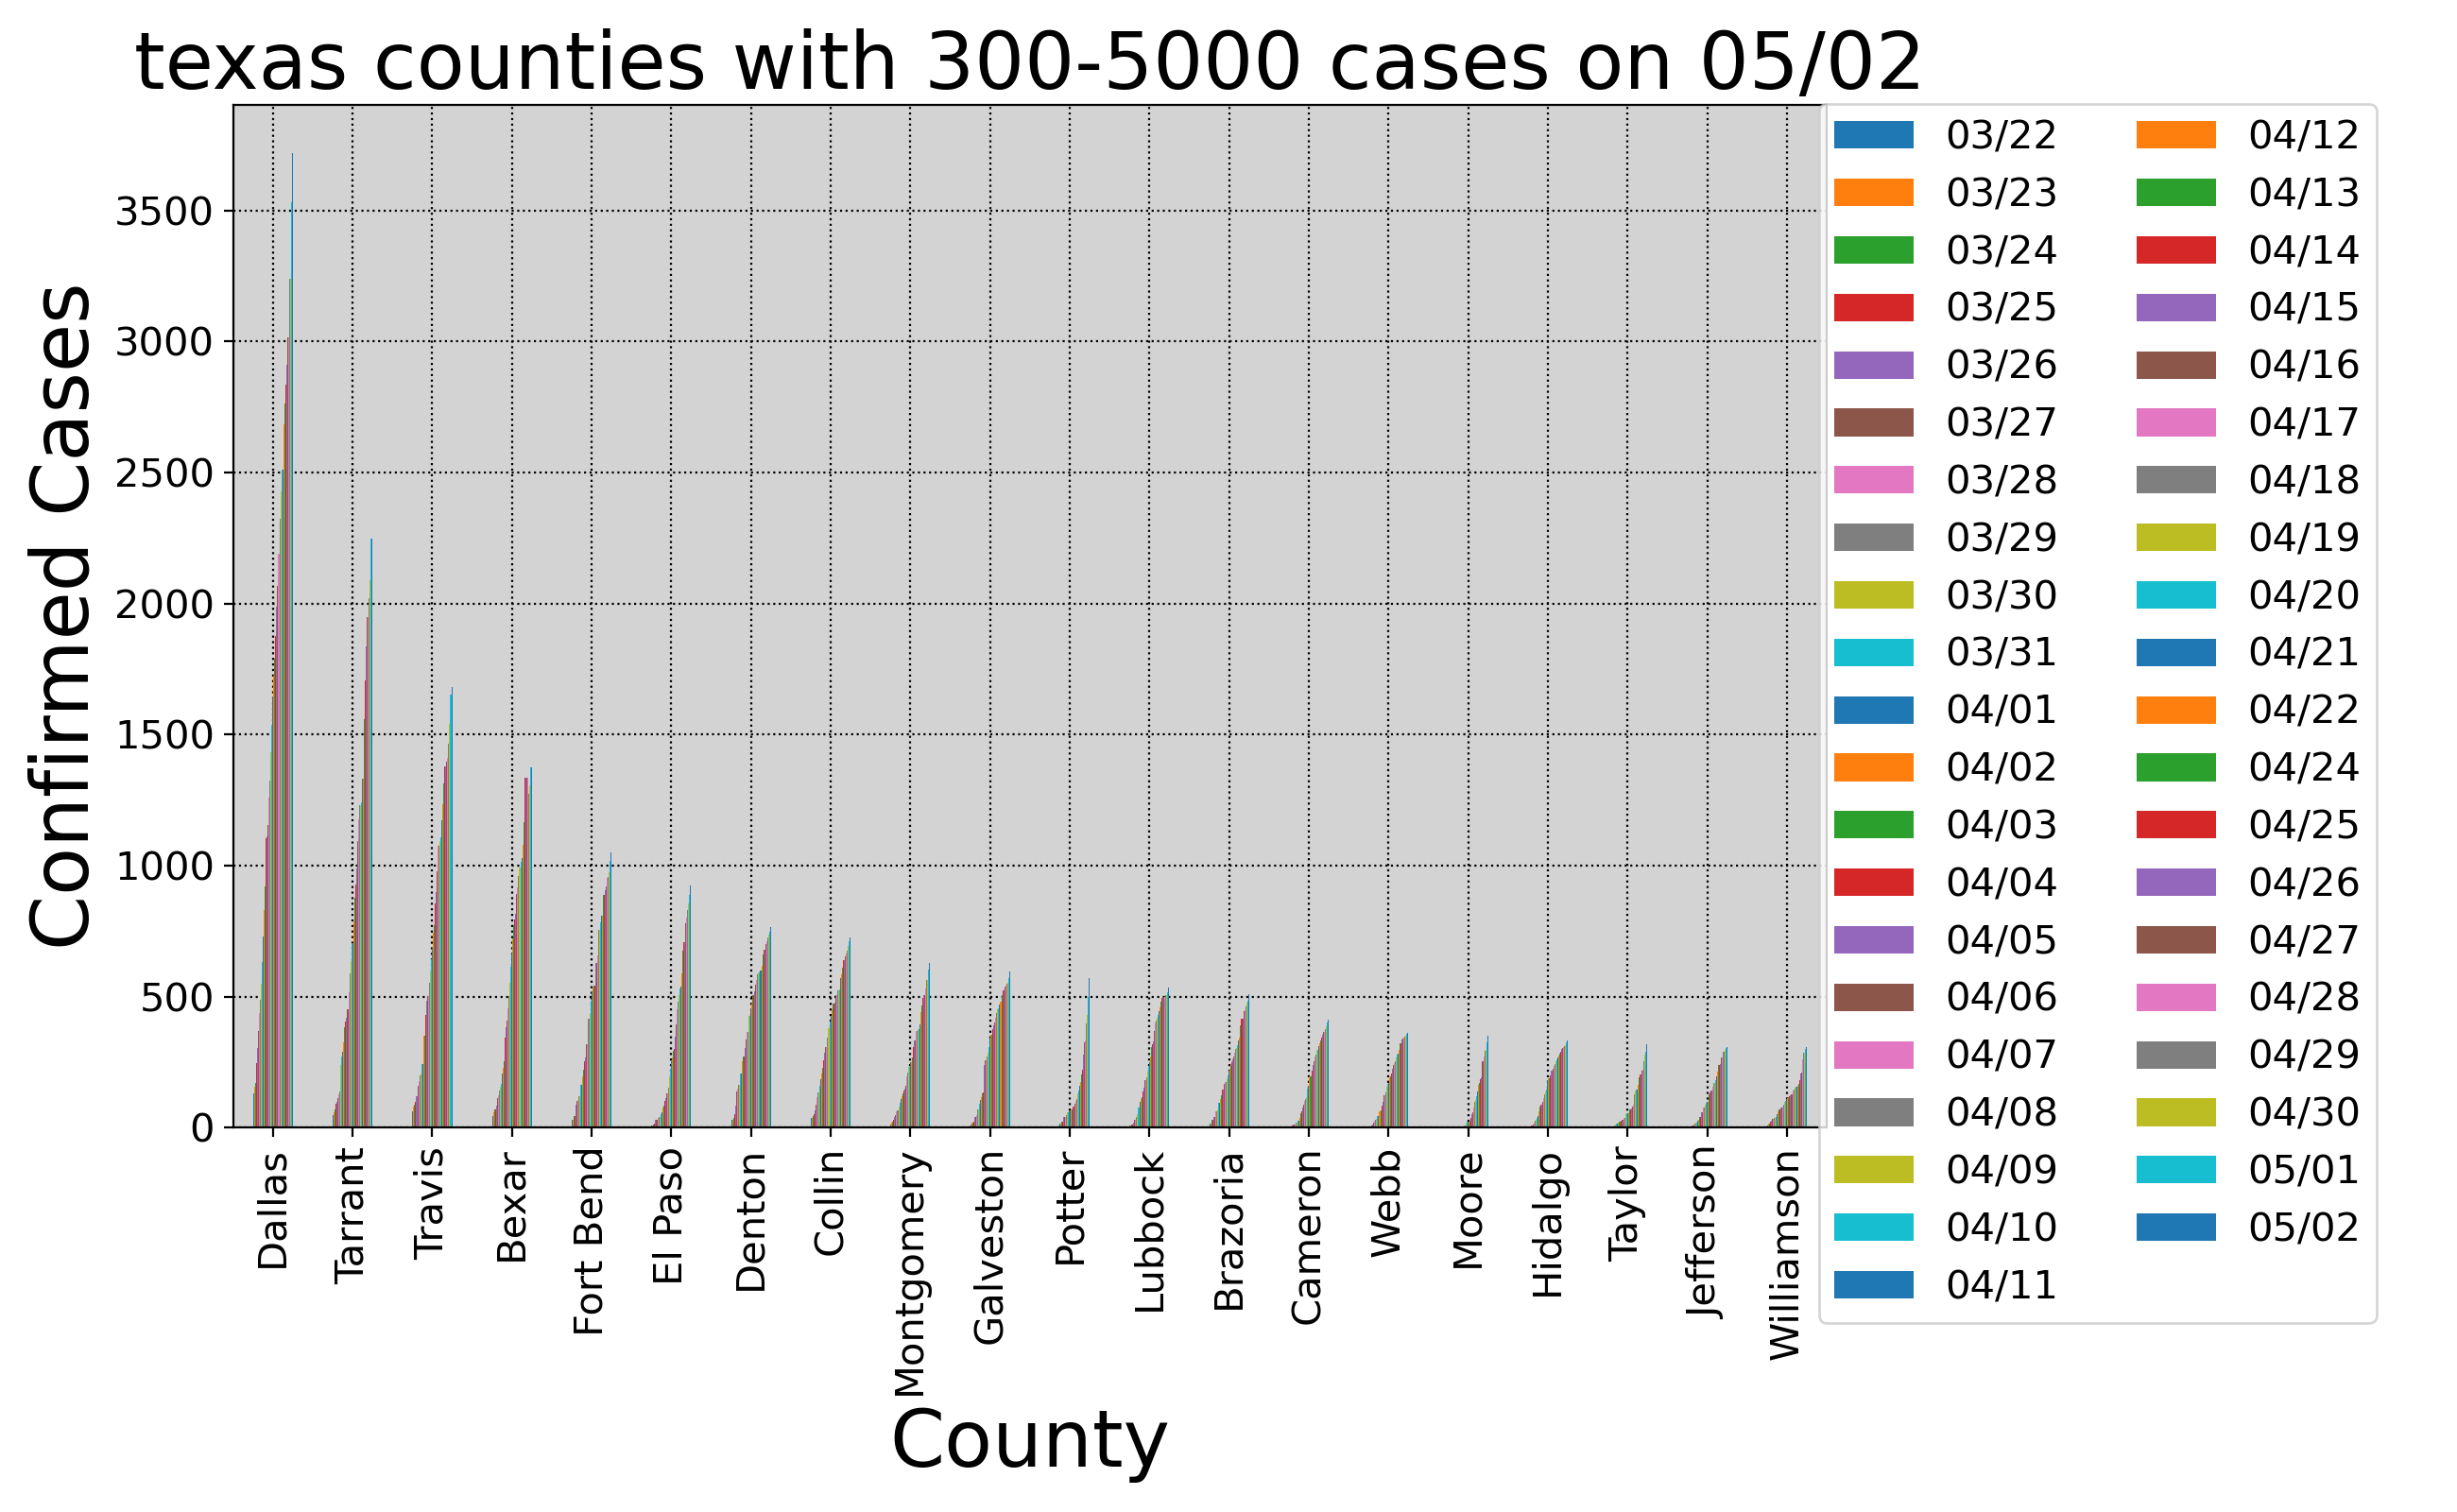 texas counties with 300-5000 cases on 05/02
Confirmed Cases
3500
3000
2500
2000
1500
1000
500
0
Dallas
Tarrant
Travis
Bexar
Fort Bend
El Paso
Denton
Collin
Montgomery
Galveston
Potter
Lubbock
Brazoria
Cameron
Webb
Moore
Hidalgo
Taylor
Jefferson
Williamson
County
03/22
03/23
03/24
03/25
03/26
03/27
03/28
03/29
03/30
03/31
04/01
04/02
04/03
04/04
04/05
04/06
04/07
04/08
04/09
04/10
04/11
04/12
04/13
04/14
04/15
04/16
04/17
04/18
04/19
04/20
04/21
04/22
04/24
04/25
04/26
04/27
04/28
04/29
04/30
05/01
05/02